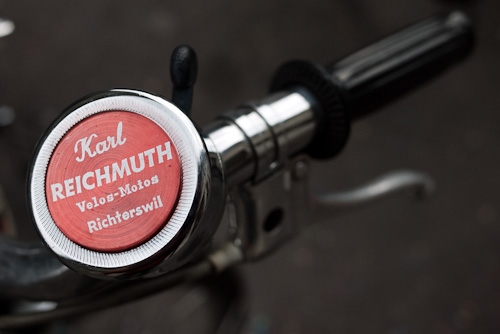 Karl
REICHMUTH
Velos-Motos
Richterswil